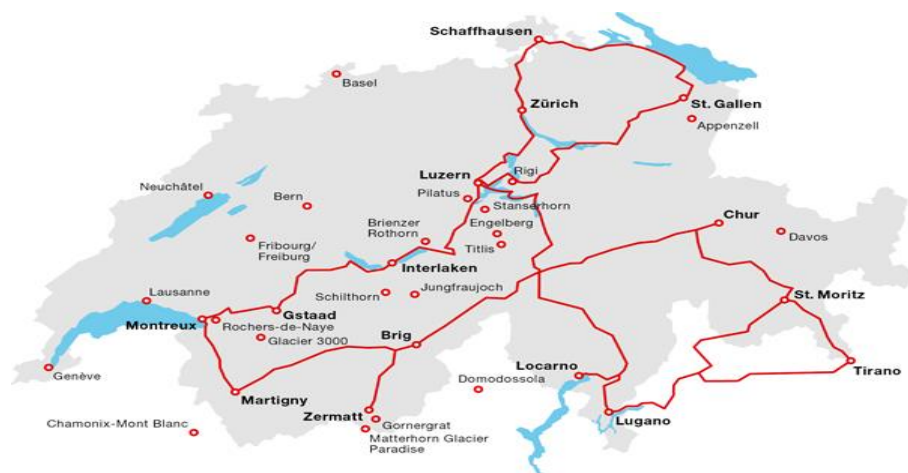 Schaffhausen
Basel
Zürich
St. Gallen
Appenzell
Luzern
Rigi
Neuchâtel
Bern
Pilatus
Stanserhorn
Engelberg
Brienzer
Rothorn
Titlis
Chur
Davos
Fribourg/
Freiburg
Interlaken
Schilthorn
Jungfraujoch
Lausanne
Gstaad
St. Moritz
Montreux
Rochers-de-Naye
Glacier 3000
Brig
Genève
Locarno
Domodossola
Tirano
Martigny
Zermatt
Lugano
Chamonix-Mont Blanc
Gornergrat
Matterhorn Glacier
Paradise